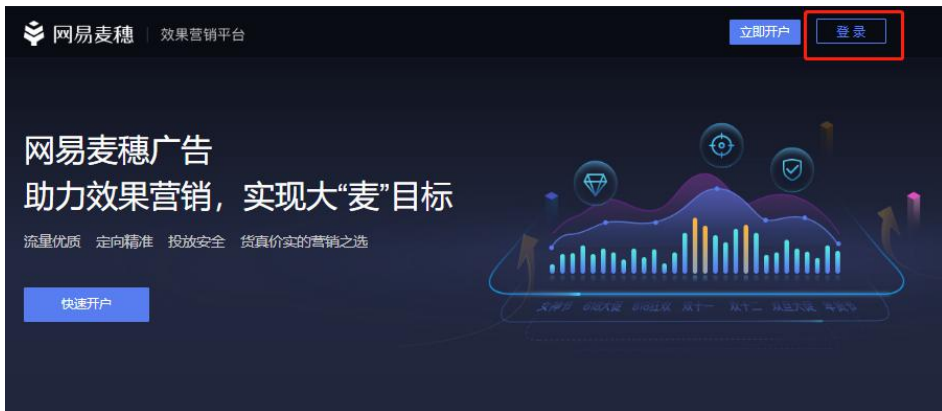 网易麦穗 | 效果营销平台
立即开户
登录
网易麦穗广告
助力效果营销，实现大“麦”目标
流量优质 定向精准 投放安全 货真价实的营销之选
快速开户